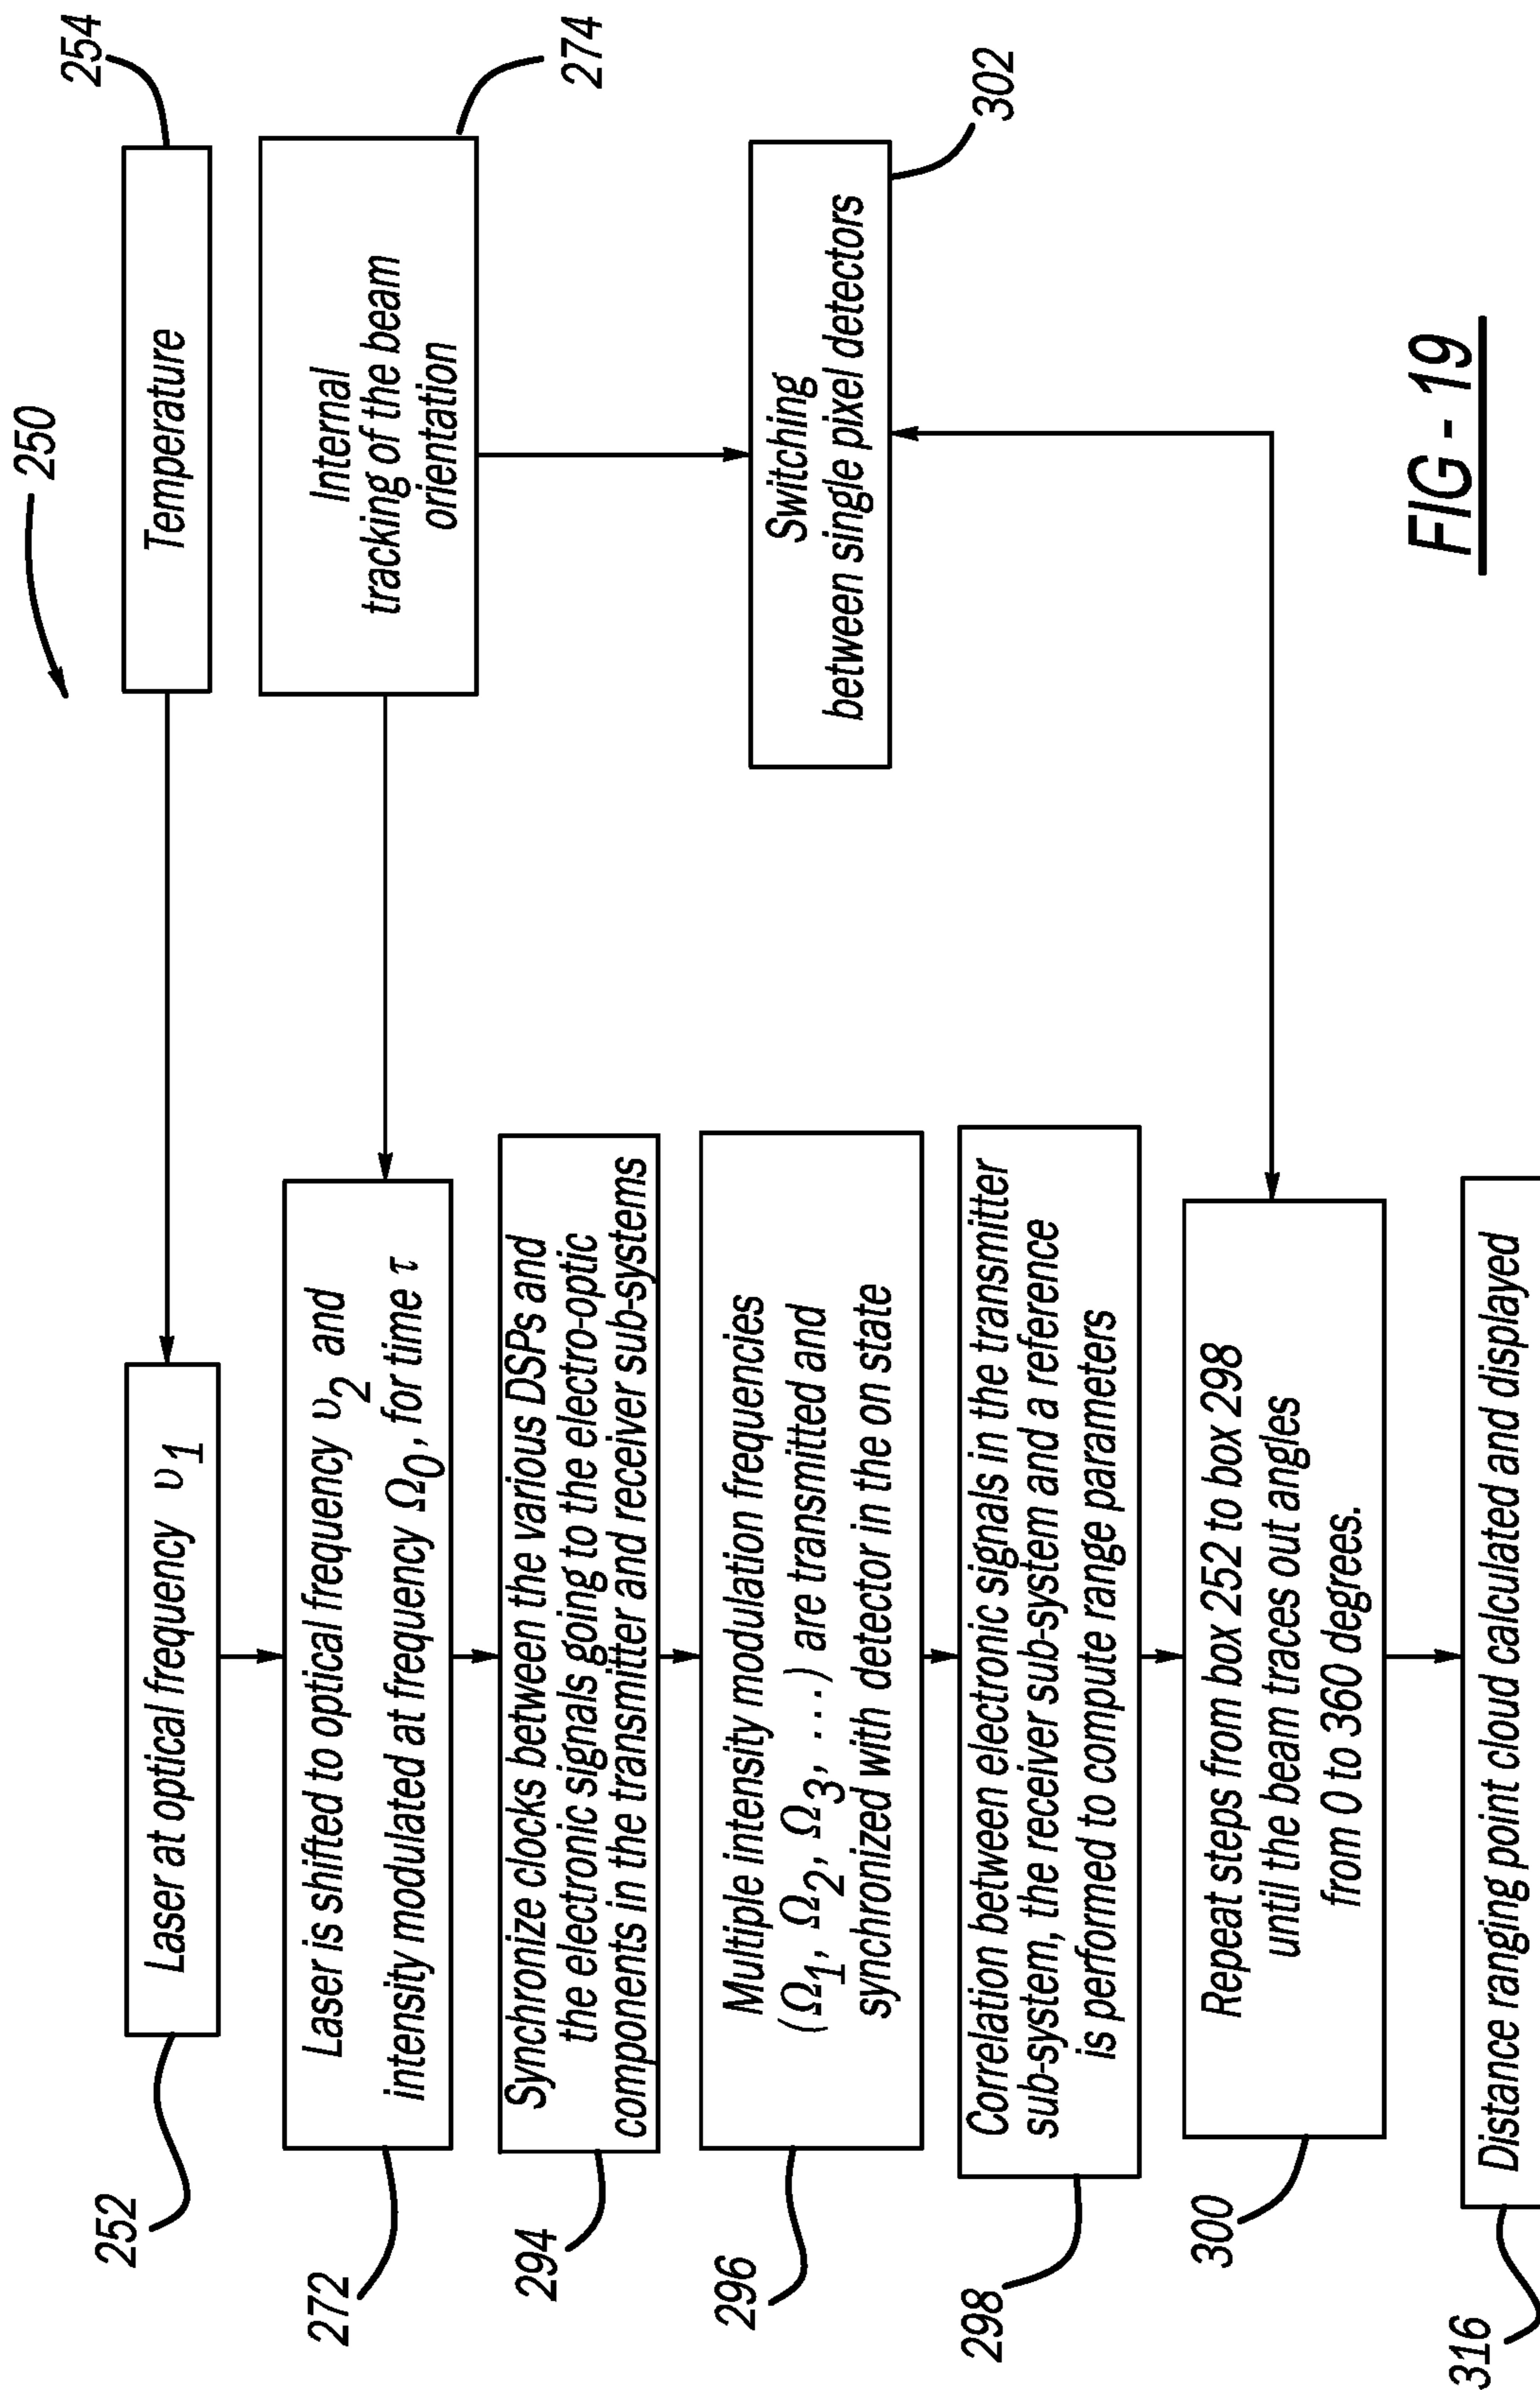 250
252
Laser at optical frequency υ1
Temperature
254
272
Laser is shifted to optical frequency υ2 and
intensity modulated at frequency Ω0, for time τ
Internal
tracking of the beam
orientation
274
294
Synchronize clocks between the various DSPs and
the electronic signals going to the electro-optic
components in the transmitter and receiver sub-systems
296
Multiple intensity modulation frequencies
(Ω1, Ω2, Ω3, ...) are transmitted and
synchronized with detector in the on state
Switching
between single pixel detectors
302
298
Correlation between electronic signals in the transmitter
sub-system, the receiver sub-system and a reference
is performed to compute range parameters
300
Repeat steps from box 252 to box 298
until the beam traces out angles
from 0 to 360 degrees.
316
Distance ranging point cloud calculated and displayed
FIG - 19